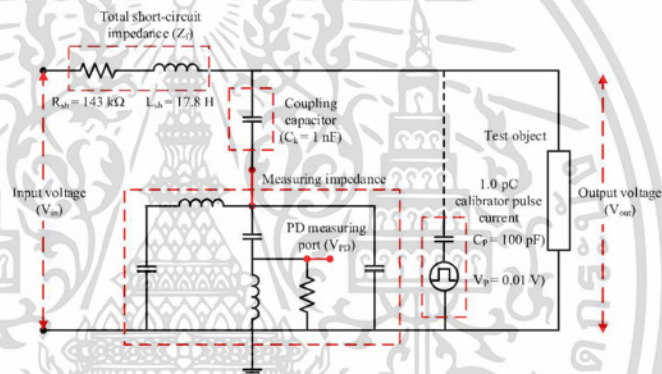 Total short-circuit
impedance (Zₜ)
R_sh = 143 kΩ
L_sh = 17.8 H
Coupling
capacitor
(Cₖ = 1 nF)
Test object
Measuring impedance
Input voltage
(V_in)
1.0 pC
calibrator pulse
current
Output voltage
(V_out)
PD measuring
port (V_PD)
C_P = 100 pF)
V_P = 0.01 V)